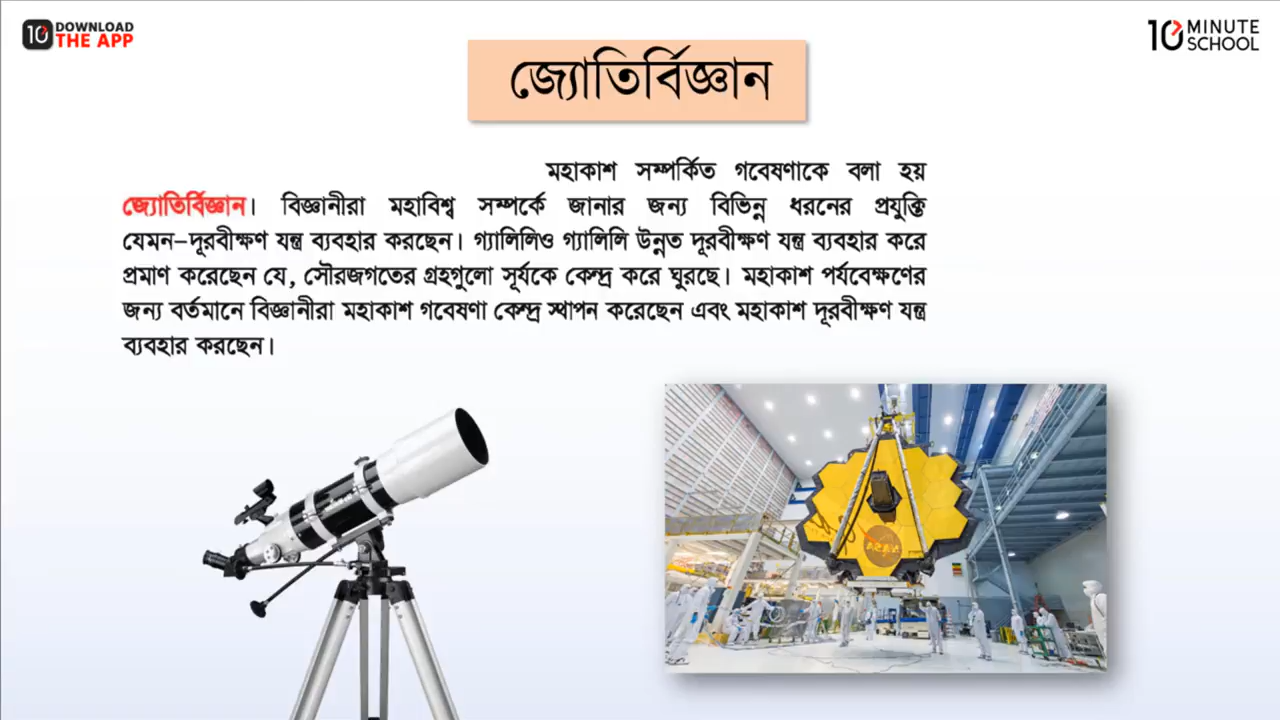 DOWNLOAD
THE APP
10 MINUTE
SCHOOL
জ্যোতির্বিজ্ঞান
মহাকাশ সম্পর্কিত গবেষণাকে বলা হয়
জ্যোতির্বিজ্ঞান। বিজ্ঞানীরা মহাবিশ্ব সম্পর্কে জানার জন্য বিভিন্ন ধরনের প্রযুক্তি
যেমন–দূরবীক্ষণ যন্ত্র ব্যবহার করছেন। গ্যালিলিও গ্যালিলি উন্নত দূরবীক্ষণ যন্ত্র ব্যবহার করে
প্রমাণ করেছেন যে, সৌরজগতের গ্রহগুলো সূর্যকে কেন্দ্র করে ঘুরছে। মহাকাশ পর্যবেক্ষণের
জন্য বর্তমানে বিজ্ঞানীরা মহাকাশ গবেষণা কেন্দ্র স্থাপন করেছেন এবং মহাকাশ দূরবীক্ষণ যন্ত্র
ব্যবহার করছেন।